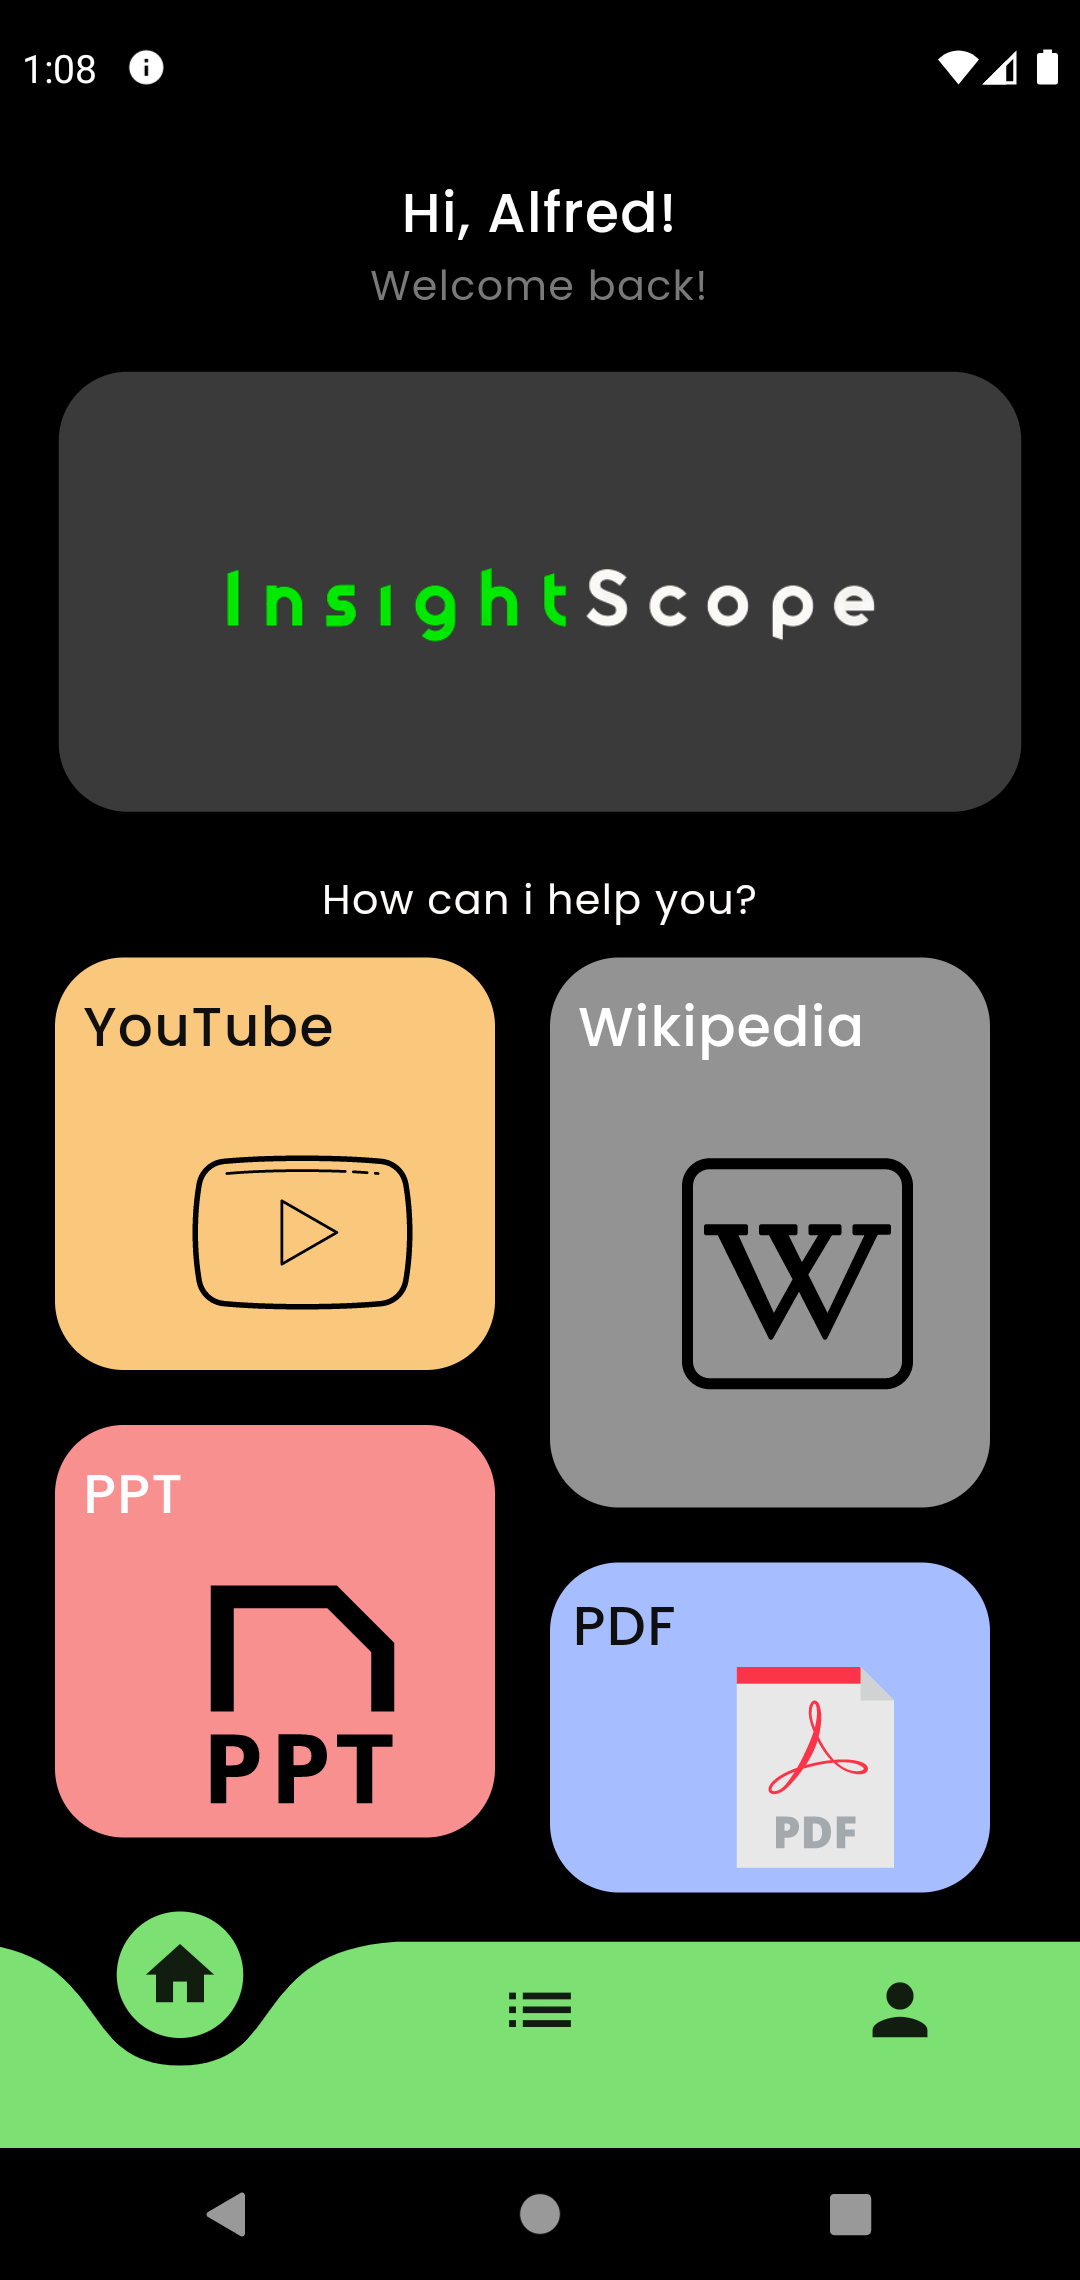 1:08
Hi, Alfred!
Welcome back!
InsightScope
How can i help you?
YouTube
Wikipedia
W
PPT
PPT
PDF
PDF